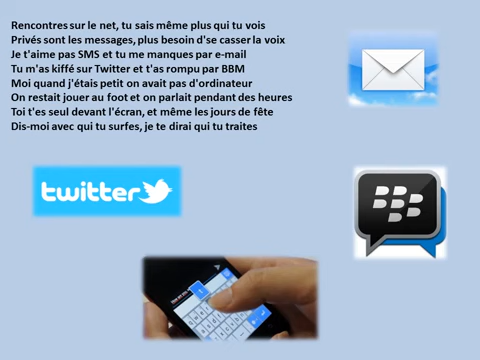 Rencontres sur le net, tu sais même plus qui tu vois
Privés sont les messages, plus besoin d'se casser la voix
Je t'aime pas SMS et tu me manques par e-mail
Tu m'as kiffé sur Twitter et t'as rompu par BBM
Moi quand j'étais petit on avait pas d'ordinateur
On restait jouer au foot et on parlait pendant des heures
Toi t'es seul devant l'écran, et même les jours de fête
Dis-moi avec qui tu surfes, je te dirai qui tu traites
twitter